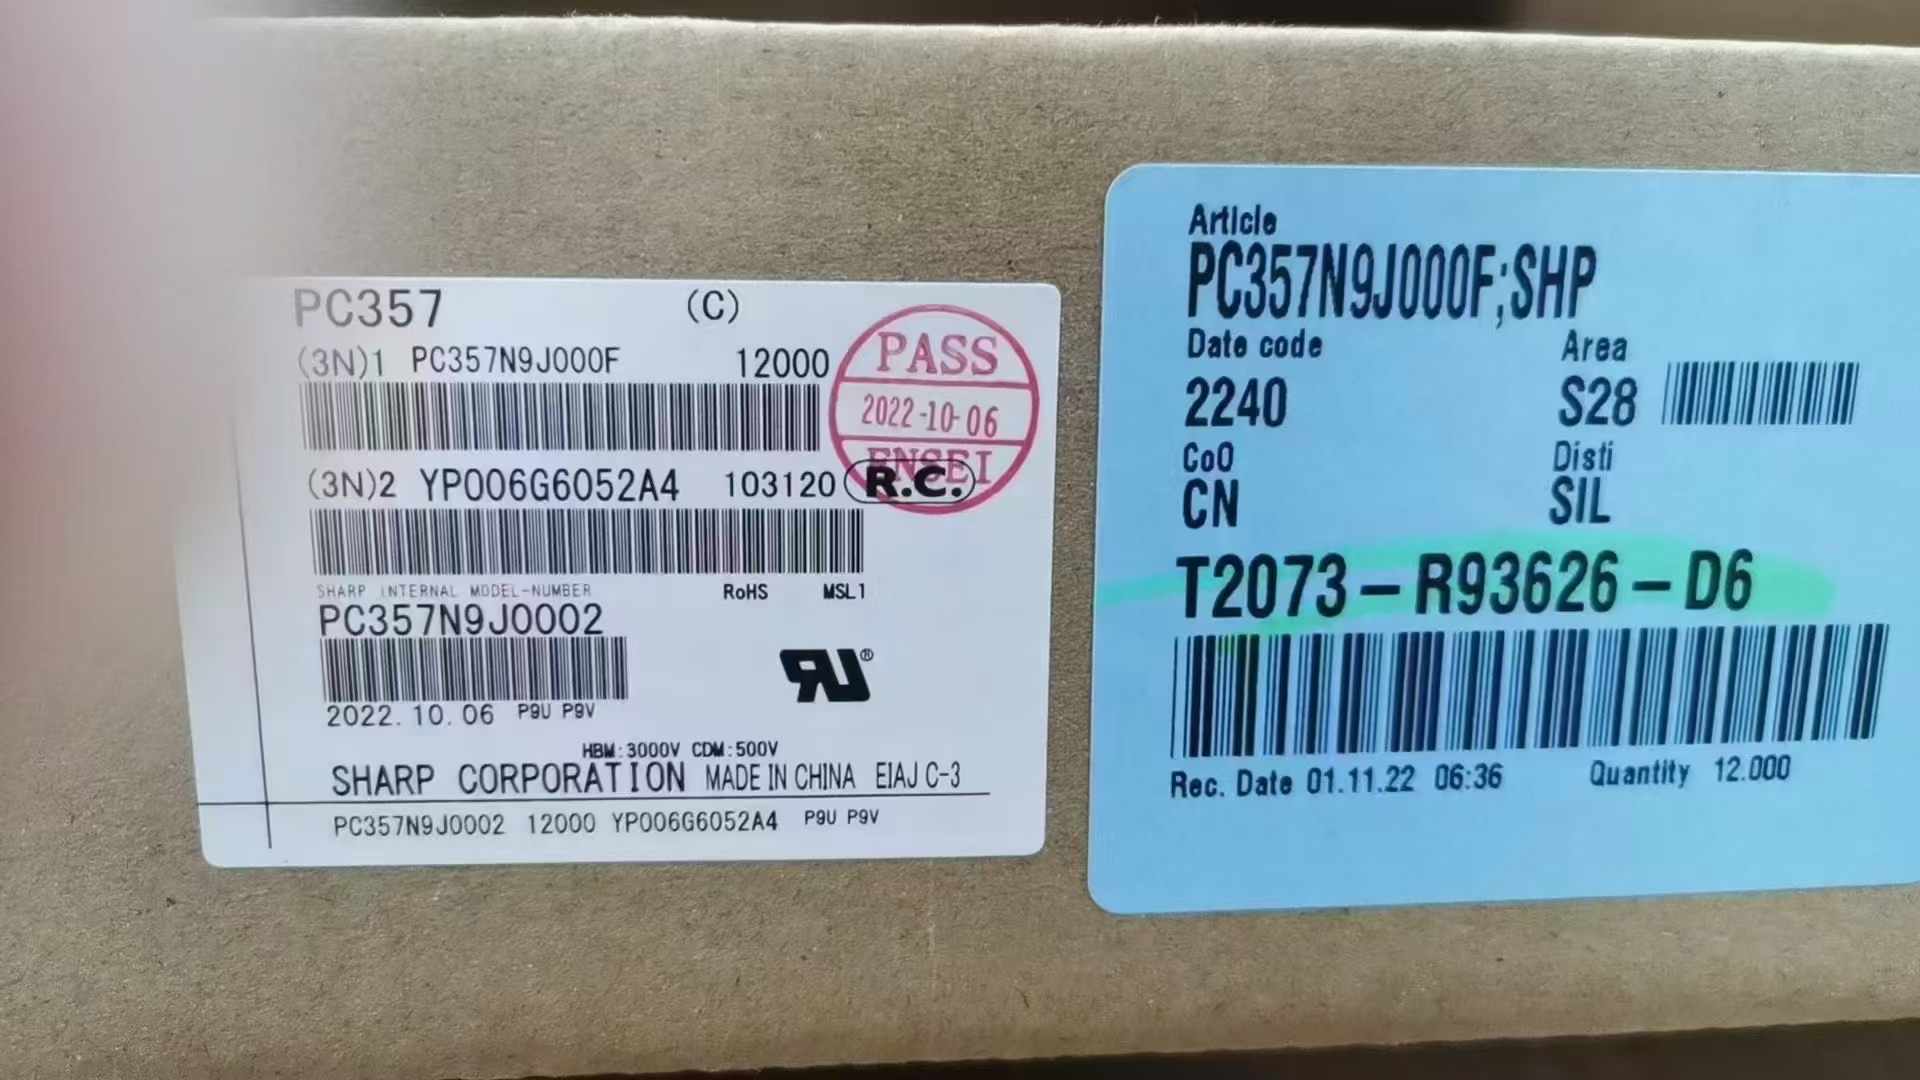 PC357 (C)
(3N)1 PC357N9J000F 12000
PASS
2022-10-06
ENSEI
(3N)2 YP006G6052A4 103120 R.C.
SHARP INTERNAL MODEL-NUMBER RoHS MSL1
PC357N9J0002
2022.10.06 P9U P9V
HBM:3000V CDM:500V
SHARP CORPORATION MADE IN CHINA EIAJ C-3
PC357N9J0002 12000 YP006G6052A4 P9U P9V
Article
PC357N9J000F;SHP
Date code Area
2240 S28
CoO Disti
CN SIL
T2073-R93626-D6
Rec. Date 01.11.22 06:36 Quantity 12.000